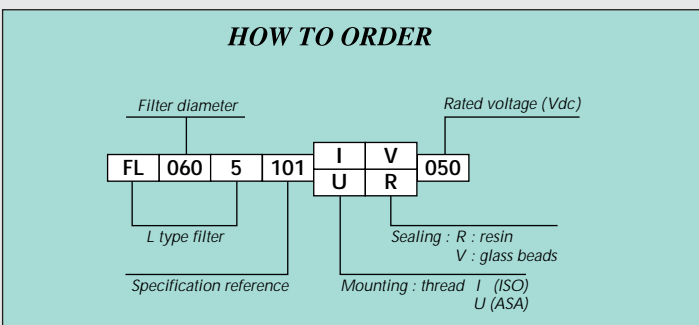 HOW TO ORDER
Filter diameter
Rated voltage (Vdc)
I V
FL 060 5 101 050
U R
L type filter
Sealing : R : resin
V : glass beads
Specification reference
Mounting : thread I (ISO)
U (ASA)